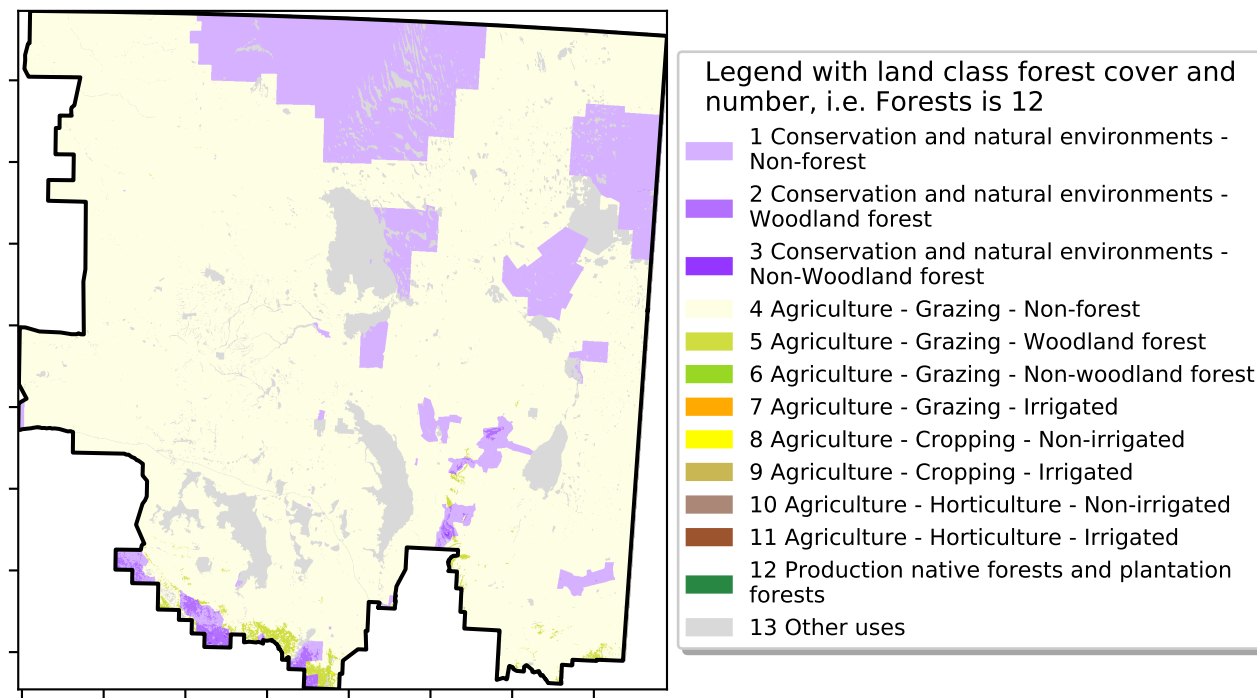 Legend with land class forest cover and
number, i.e. Forests is 12
1 Conservation and natural environments -
Non-forest
2 Conservation and natural environments -
Woodland forest
3 Conservation and natural environments -
Non-Woodland forest
4 Agriculture - Grazing - Non-forest
5 Agriculture - Grazing - Woodland forest
6 Agriculture - Grazing - Non-woodland forest
7 Agriculture - Grazing - Irrigated
8 Agriculture - Cropping - Non-irrigated
9 Agriculture - Cropping - Irrigated
10 Agriculture - Horticulture - Non-irrigated
11 Agriculture - Horticulture - Irrigated
12 Production native forests and plantation
forests
13 Other uses